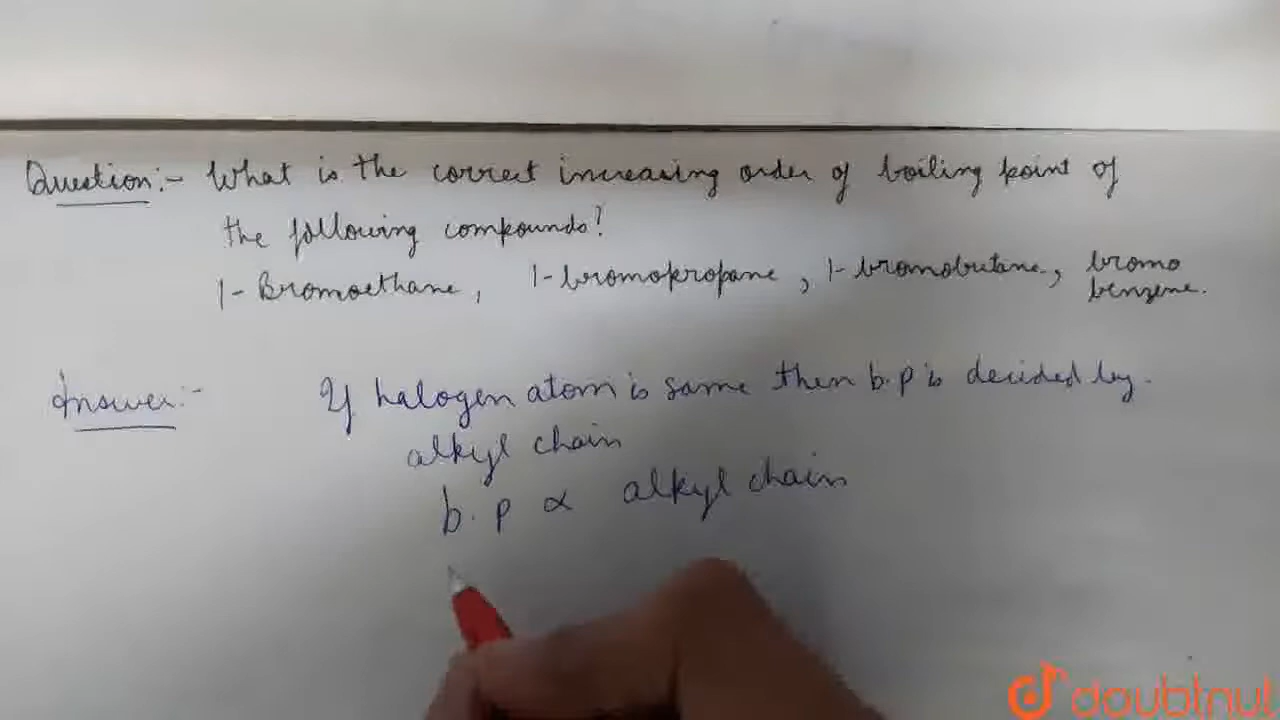 Question:- What is the correct increasing order of boiling point of
the following compounds?
1- Bromoethane, 1-bromopropane, 1-bromobutane, bromo
benzene.
Answer:- If halogen atom is same then b.p is decided by.
alkyl chain
b.p ∝ alkyl chain
doubtnut